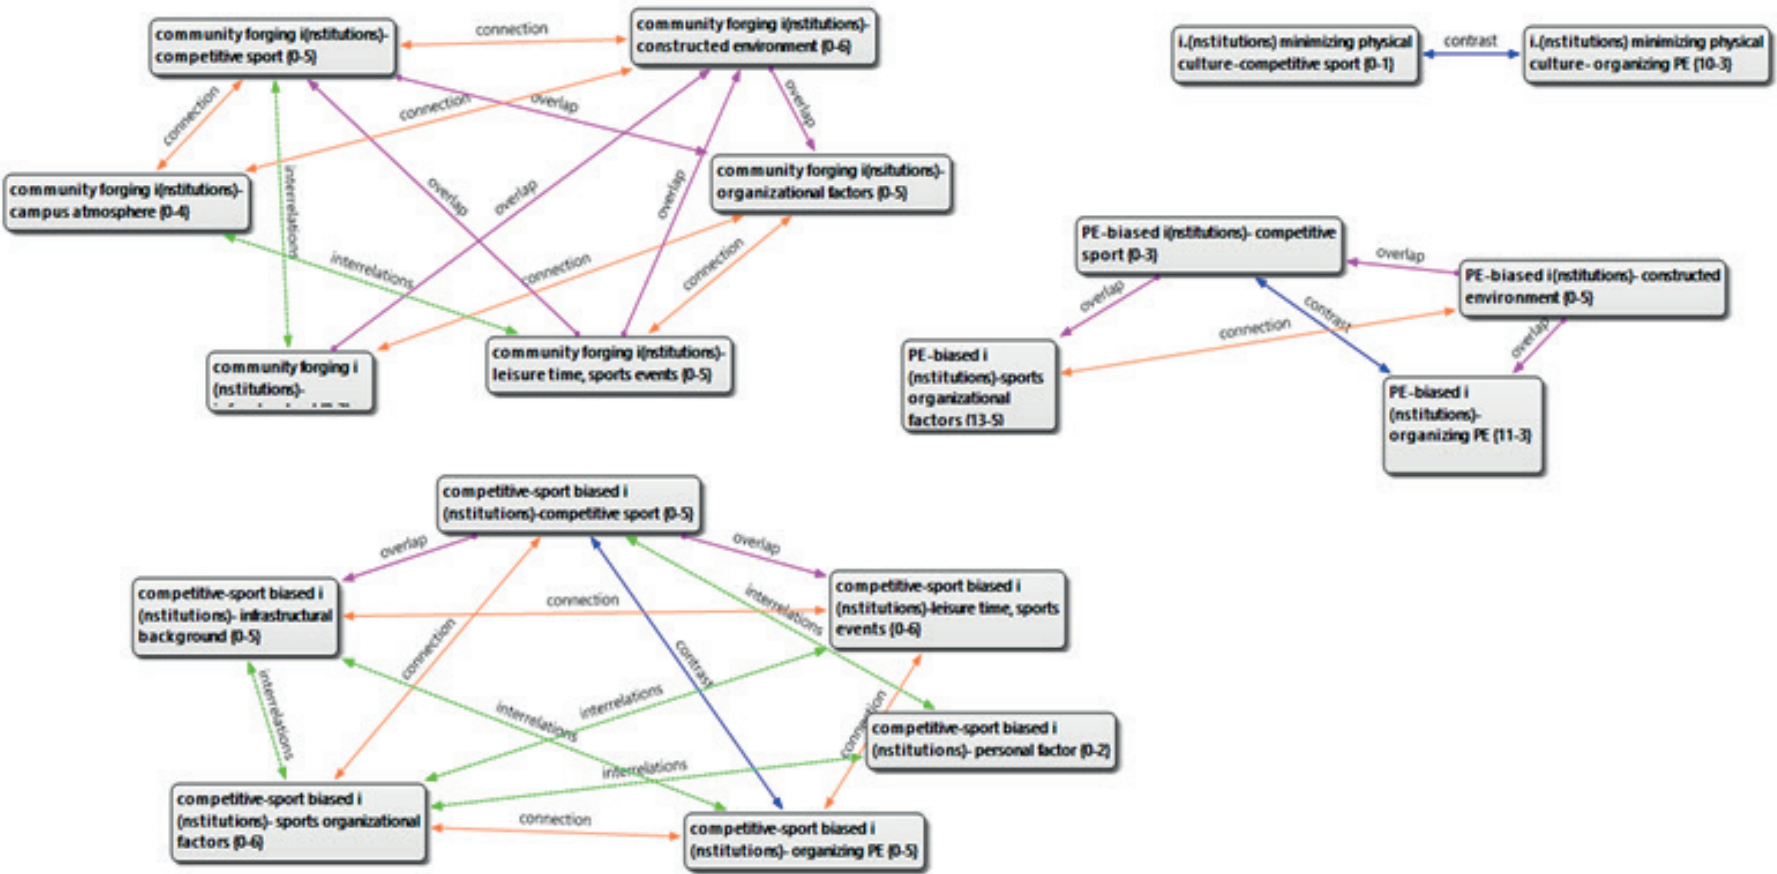 community forging i(nstitutions)-
competitive sport {0-5}
connection
community forging i(nstitutions)-
constructed environment {0-6}
connection
connection
overlap
overlap
community forging i(nstitutions)-
campus atmosphere {0-4}
interrelations
overlap
overlap
overlap
community forging i(nsitutions)-
organizational factors {0-5}
interrelations
connection
connection
community forging i
(nstitutions)-
community forging i(nstitutions)-
leisure time, sports events {0-5}
i.(nstitutions) minimizing physical
culture-competitive sport {0-1}
contrast
i.(nstitutions) minimizing physical
culture- organizing PE {10-3}
PE-biased i(nstitutions)- competitive
sport {0-3}
overlap
PE-biased i(nstitutions)- constructed
environment {0-5}
overlap
connection
contrast
overlap
PE-biased i
(nstitutions)-sports
organizational
factors {13-5}
PE-biased i
(nstitutions)-
organizing PE {11-3}
competitive-sport biased i
(nstitutions)-competitive sport {0-5}
overlap
overlap
competitive-sport biased i
(nstitutions)- infrastructural
background {0-5}
connection
interrelations
competitive-sport biased i
(nstitutions)-leisure time, sports
events {0-6}
connection
contrast
interrelations
interrelations
interrelations
connection
competitive-sport biased i
(nstitutions)- personal factor {0-2}
interrelations
competitive-sport biased i
(nstitutions)- sports organizational
factors {0-6}
connection
competitive-sport biased i
(nstitutions)- organizing PE {0-5}